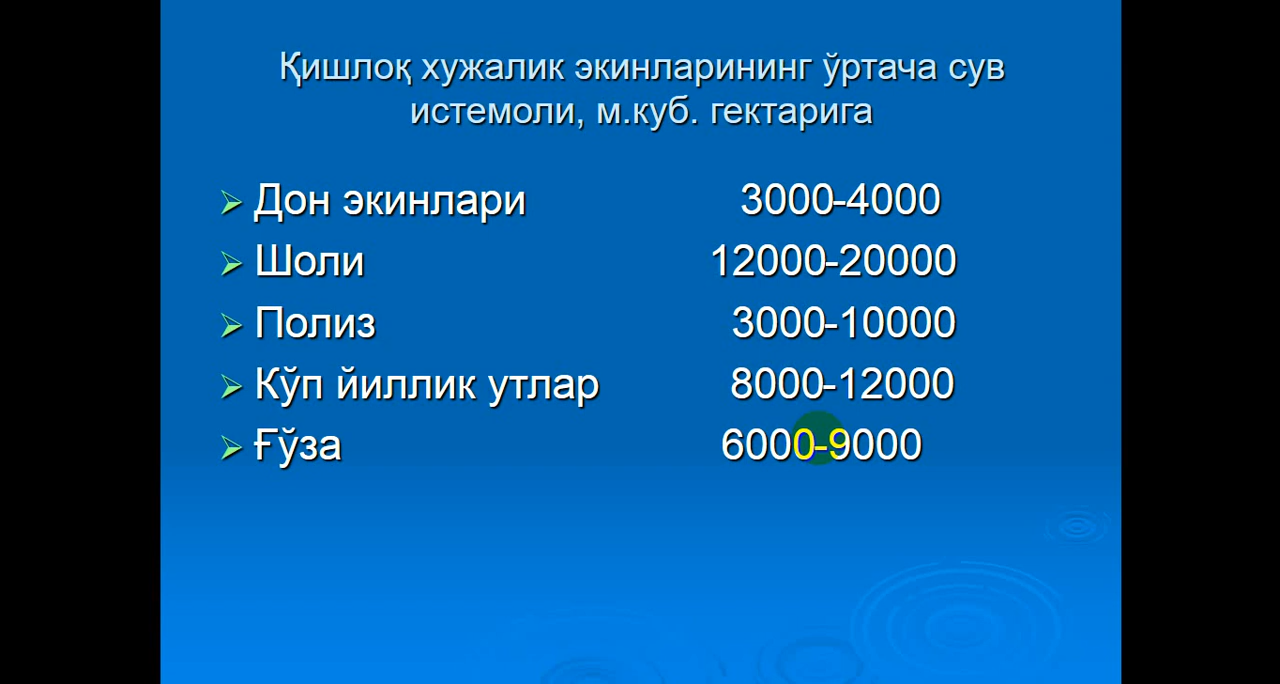 Қишлоқ хужалик экинларининг ўртача сув
истемоли, м.куб. гектарига
Дон экинлари 3000-4000
Шоли 12000-20000
Полиз 3000-10000
Кўп йиллик утлар 8000-12000
Ғўза 6000-9000